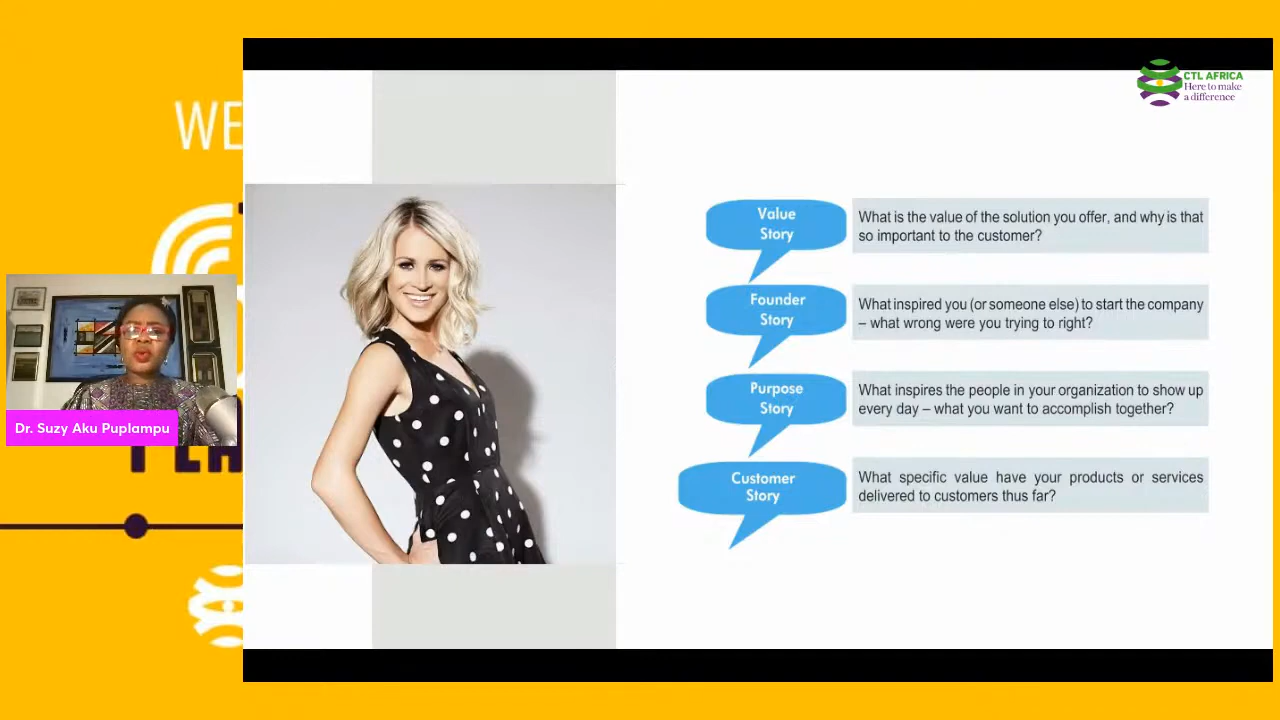 WE
CTL AFRICA
Here to make
a difference
Value
Story
What is the value of the solution you offer, and why is that
so important to the customer?
Founder
Story
What inspired you (or someone else) to start the company
– what wrong were you trying to right?
Purpose
Story
What inspires the people in your organization to show up
every day – what you want to accomplish together?
Customer
Story
What specific value have your products or services
delivered to customers thus far?
Dr. Suzy Aku Puplampu